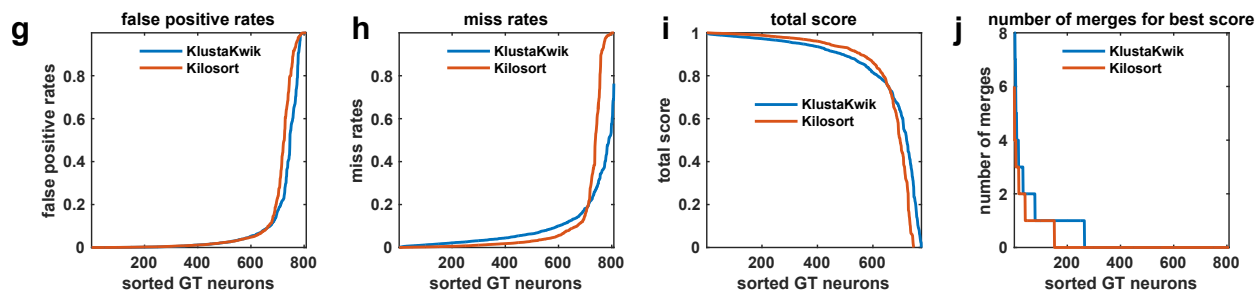 g
false positive rates
false positive rates
0
0.2
0.4
0.6
0.8
KlustaKwik
Kilosort
200
400
600
800
sorted GT neurons
h
miss rates
miss rates
0
0.2
0.4
0.6
0.8
KlustaKwik
Kilosort
200
400
600
800
sorted GT neurons
i
total score
total score
0
0.2
0.4
0.6
0.8
1
KlustaKwik
Kilosort
200
400
600
sorted GT neurons
j
number of merges for best score
number of merges
0
2
4
6
8
KlustaKwik
Kilosort
200
400
600
800
sorted GT neurons